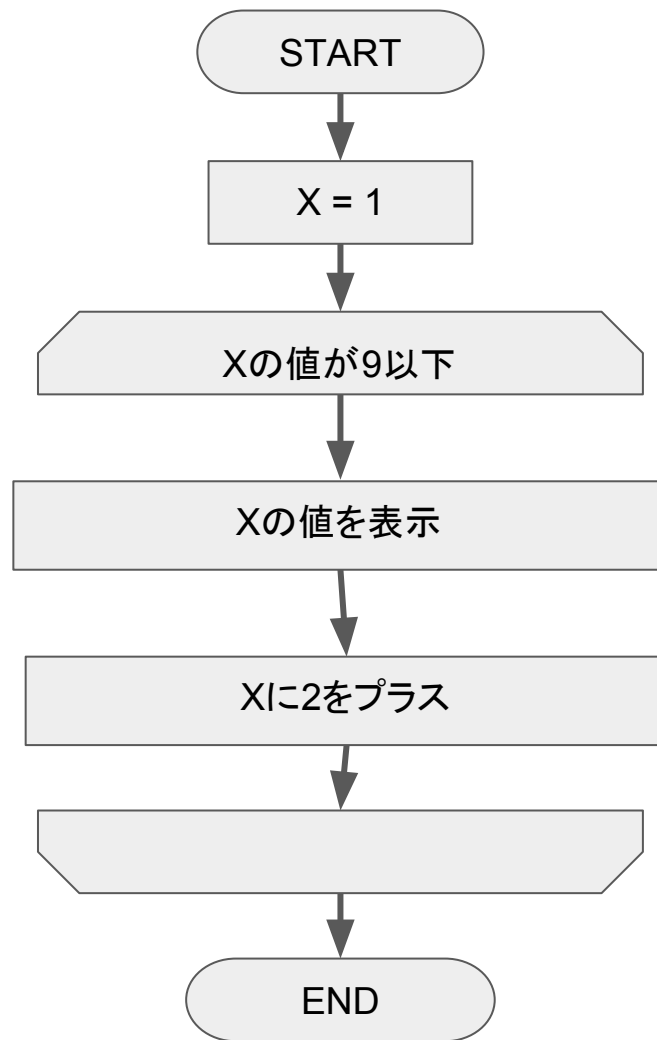 START
X = 1
Xの値が9以下
Xの値を表示
Xに2をプラス
END